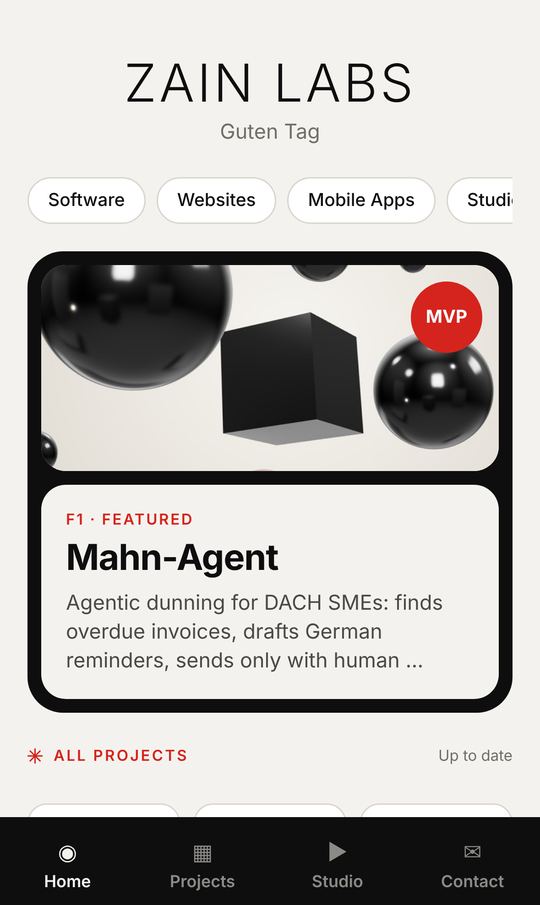 ZAIN LABS
Guten Tag
Software
Websites
Mobile Apps
Studi
MVP
F1 · FEATURED
Mahn-Agent
Agentic dunning for DACH SMEs: finds
overdue invoices, drafts German
reminders, sends only with human ...
ALL PROJECTS
Up to date
Home
Projects
Studio
Contact